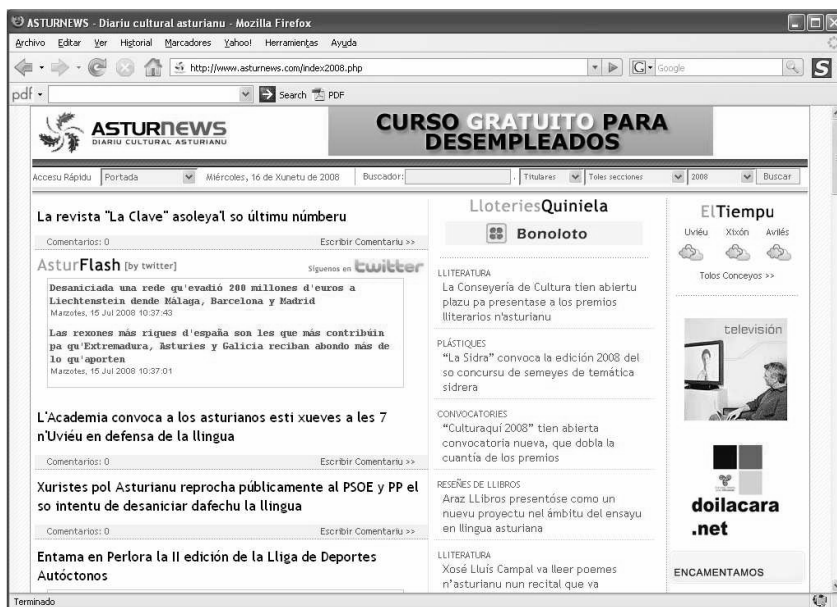 ASTURNEWS - Diariu cultural asturianu - Mozilla Firefox
Archivo Editar Ver Historial Marcadores Yahoo! Herramientas Ayuda
http://www.asturnews.com/index2008.php
G Google
S
pdf Search PDF
ASTURNEWS
DIARIU CULTURAL ASTURIANU
CURSO GRATUITO PARA
DESEMPLEADOS
Accesu Rápidu Portada Miércoles, 16 de Xunetu de 2008 Buscador: Titulares Toles secciones 2008 Buscar
La revista "La Clave" asoleya'l so últimu númberu
Comentarios: 0 Escribir Comentariu >>
AsturFlash [by twitter] Síguenos en twitter
Desaniciada una rede qu'evadió 200 millones d'euros a
Liechtenstein dende Málaga, Barcelona y Madrid
Marzotes, 15 Jul 2008 10:37:43
Las rexones más riques d'españa son les que más contribúin
pa qu'Extremadura, Asturies y Galicia reciban abondo más de
lo qu'aporten
Marzotes, 15 Jul 2008 10:37:01
L'Academia convoca a los asturianos esti xueves a les 7
n'Uviéu en defensa de la llingua
Comentarios: 0 Escribir Comentariu >>
Xuristes pol Asturianu reprocha públicamente al PSOE y PP el
so intentu de desaniciar dafechu la llingua
Comentarios: 0 Escribir Comentariu >>
Entama en Perlora la II edición de la Lliga de Deportes
Autóctonos
LloteriesQuiniela
Bonoloto
LLITERATURA
La Conseyería de Cultura tien abiertu
plazu pa presentase a los premios
lliterarios n'asturianu
PLÁSTIQUES
"La Sidra" convoca la edición 2008 del
so concursu de semeyes de temática
sidrera
CONVOCATORIES
"Culturaquí 2008" tien abierta
convocatoria nueva, que dobla la
cuantía de los premios
RESEÑES DE LLIBROS
Araz LLibros presentóse como un
nuevu proyectu nel ámbitu del ensayu
en llingua asturiana
LLITERATURA
Xosé Lluís Campal va lleer poemes
n'asturianu nun recital que va
ElTiempu
Uviéu Xixón Avilés
Tolos Conceyos >>
televisión
doilacara
.net
ENCAMENTAMOS
Terminado